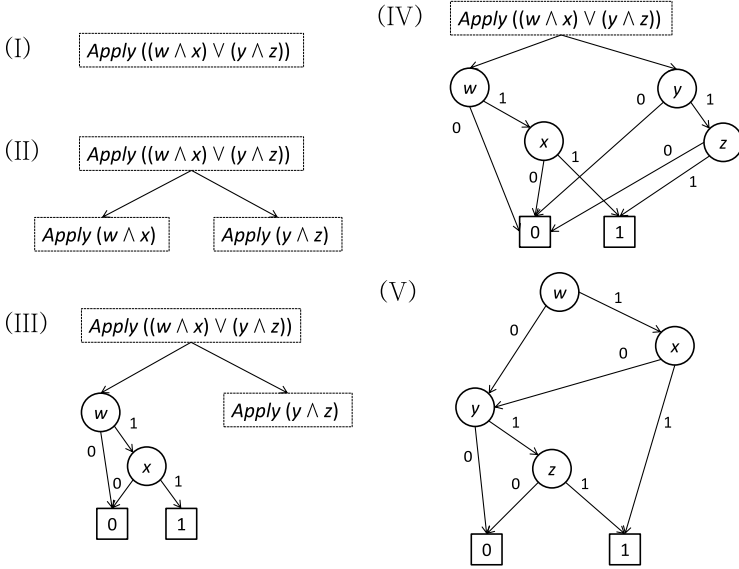 (I)
Apply ((w ∧ x) ∨ (y ∧ z))
(II)
Apply ((w ∧ x) ∨ (y ∧ z))
Apply (w ∧ x)
Apply (y ∧ z)
(III)
Apply ((w ∧ x) ∨ (y ∧ z))
w
Apply (y ∧ z)
1
0
x
0
1
0
1
(IV)
Apply ((w ∧ x) ∨ (y ∧ z))
w
y
1
0
1
0
x
z
0
1
0
1
0
1
(V)
w
1
0
x
0
y
1
1
0
z
0
1
0
1